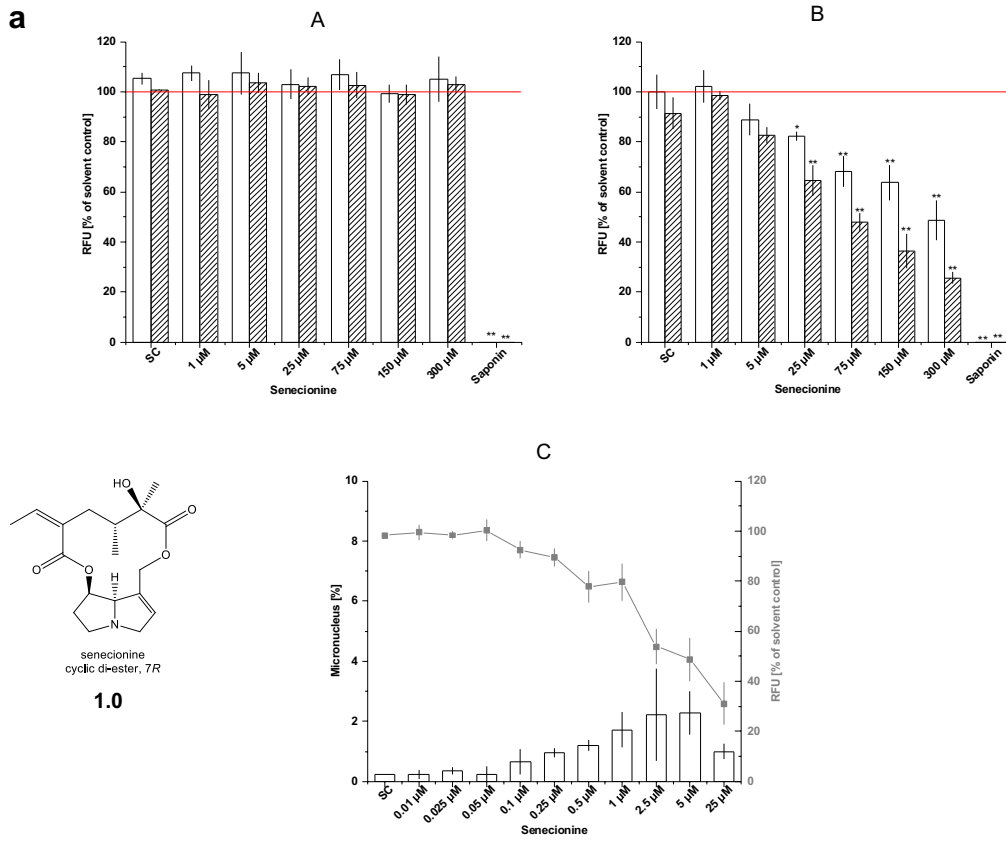 a
A
120
100
80
60
40
20
0
RFU [% of solvent control]
** **
SC
1 µM
5 µM
25 µM
75 µM
150 µM
300 µM
Saponin
Senecionine
B
120
100
80
60
40
20
0
RFU [% of solvent control]
*
**
**
**
**
**
**
**
** **
SC
1 µM
5 µM
25 µM
75 µM
150 µM
300 µM
Saponin
Senecionine
HO
O
O
O
O
H
N
senecionine
cyclic di-ester, 7R
1.0
C
10
8
6
4
2
0
Micronucleus [%]
120
100
80
60
40
20
0
RFU [% of solvent control]
SC
0.01 µM
0.025 µM
0.05 µM
0.1 µM
0.25 µM
0.5 µM
1 µM
2.5 µM
5 µM
25 µM
Senecionine